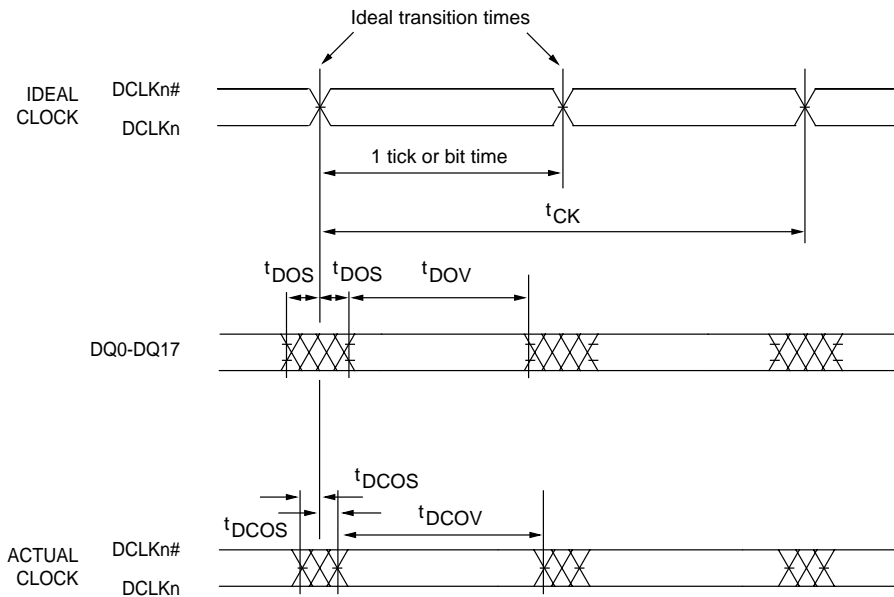 Ideal transition times
IDEAL
CLOCK
DCLKn#
DCLKn
1 tick or bit time
tCK
tDOS
tDOS
tDOV
DQ0-DQ17
tDCOS
tDCOS
tDCOV
ACTUAL
CLOCK
DCLKn#
DCLKn